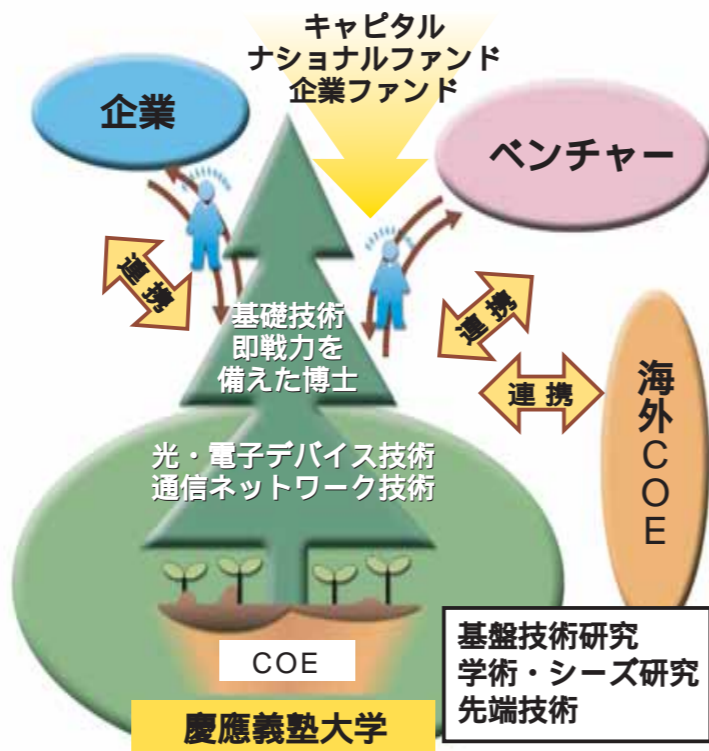 キャピタル
ナショナルファンド
企業ファンド
企業
ベンチャー
連携
連携
連携
海外COE
基礎技術
即戦力を
備えた博士
光・電子デバイス技術
通信ネットワーク技術
COE
慶應義塾大学
基盤技術研究
学術・シーズ研究
先端技術